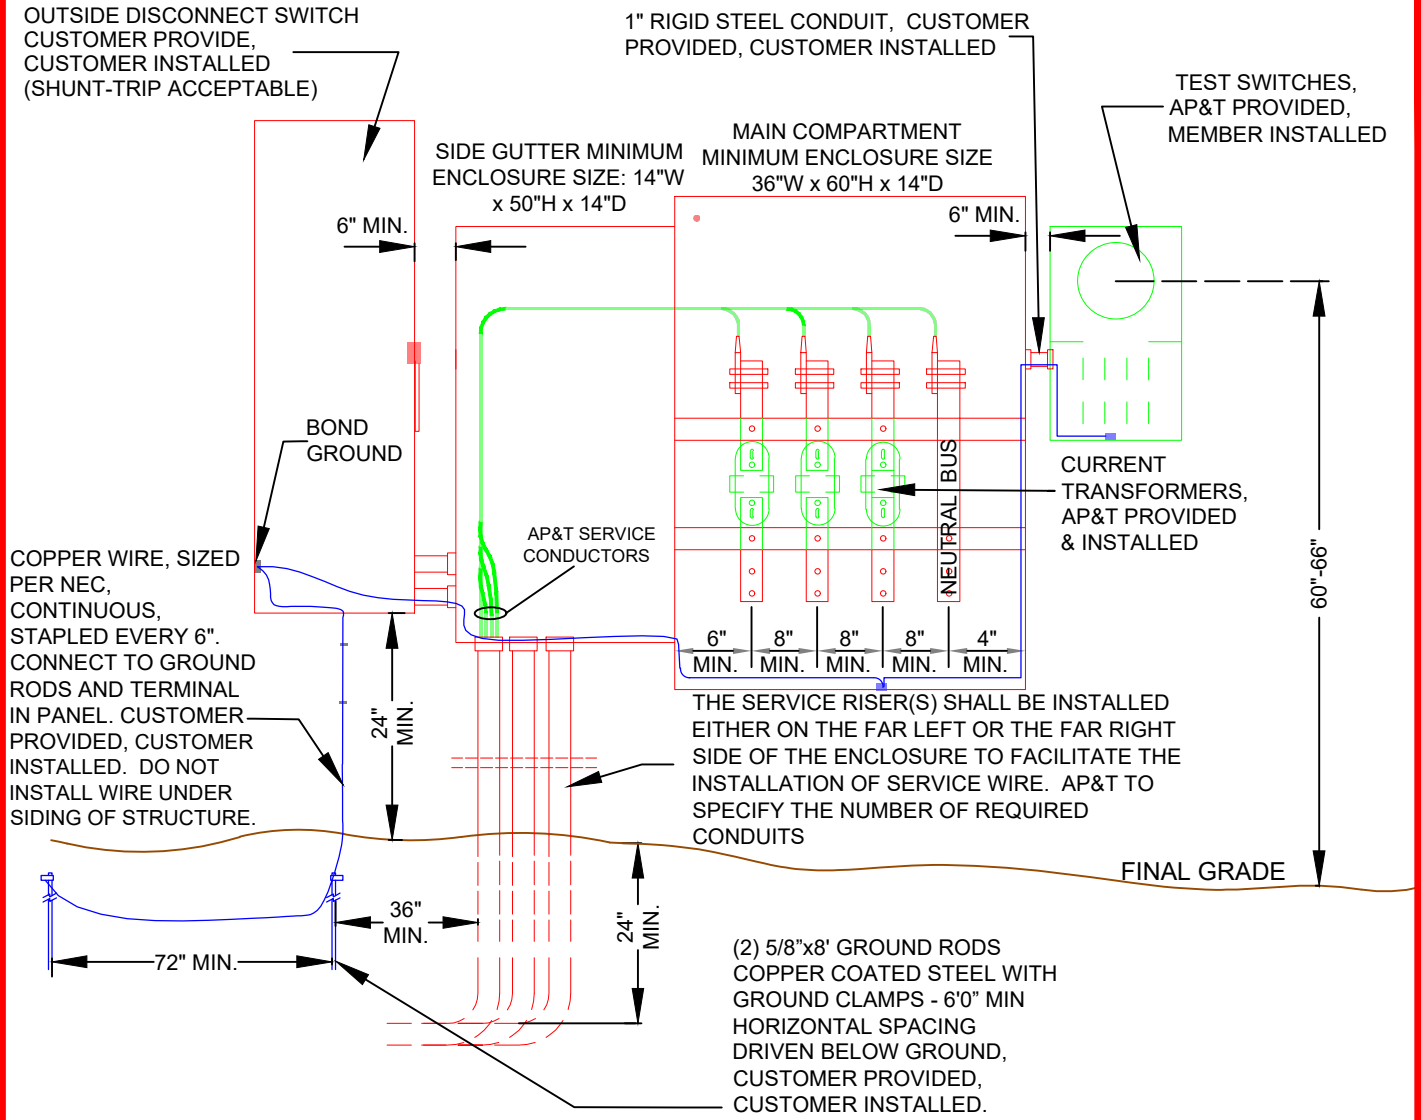 OUTSIDE DISCONNECT SWITCH
CUSTOMER PROVIDE,
CUSTOMER INSTALLED
(SHUNT-TRIP ACCEPTABLE)
1" RIGID STEEL CONDUIT, CUSTOMER
PROVIDED, CUSTOMER INSTALLED
TEST SWITCHES,
AP&T PROVIDED,
MEMBER INSTALLED
SIDE GUTTER MINIMUM
ENCLOSURE SIZE: 14"W
x 50"H x 14"D
MAIN COMPARTMENT
MINIMUM ENCLOSURE SIZE
36"W x 60"H x 14"D
6" MIN.
6" MIN.
BOND
GROUND
AP&T SERVICE
CONDUCTORS
NEUTRAL BUS
CURRENT
TRANSFORMERS,
AP&T PROVIDED
& INSTALLED
60"-66"
COPPER WIRE, SIZED
PER NEC,
CONTINUOUS,
STAPLED EVERY 6".
CONNECT TO GROUND
RODS AND TERMINAL
IN PANEL. CUSTOMER
PROVIDED, CUSTOMER
INSTALLED. DO NOT
INSTALL WIRE UNDER
SIDING OF STRUCTURE.
6"
MIN.
8"
MIN.
8"
MIN.
8"
MIN.
4"
MIN.
24"
MIN.
THE SERVICE RISER(S) SHALL BE INSTALLED
EITHER ON THE FAR LEFT OR THE FAR RIGHT
SIDE OF THE ENCLOSURE TO FACILITATE THE
INSTALLATION OF SERVICE WIRE. AP&T TO
SPECIFY THE NUMBER OF REQUIRED
CONDUITS
FINAL GRADE
36"
MIN.
24"
MIN.
72" MIN.
(2) 5/8"x8' GROUND RODS
COPPER COATED STEEL WITH
GROUND CLAMPS - 6'0" MIN
HORIZONTAL SPACING
DRIVEN BELOW GROUND,
CUSTOMER PROVIDED,
CUSTOMER INSTALLED.